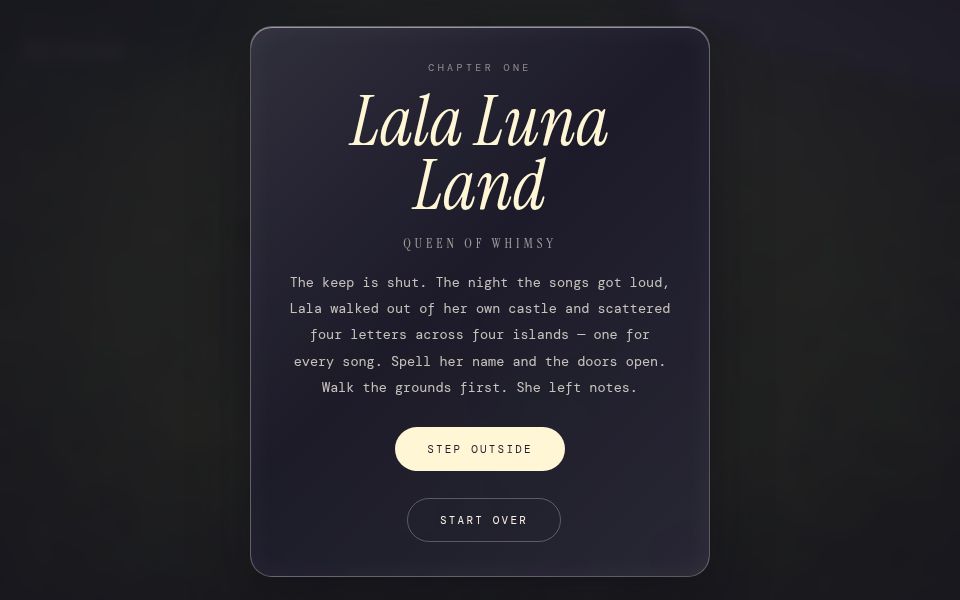 CHAPTER ONE
Lala Luna
Land
QUEEN OF WHIMSY
The keep is shut. The night the songs got loud,
Lala walked out of her own castle and scattered
four letters across four islands — one for
every song. Spell her name and the doors open.
Walk the grounds first. She left notes.
STEP OUTSIDE
START OVER